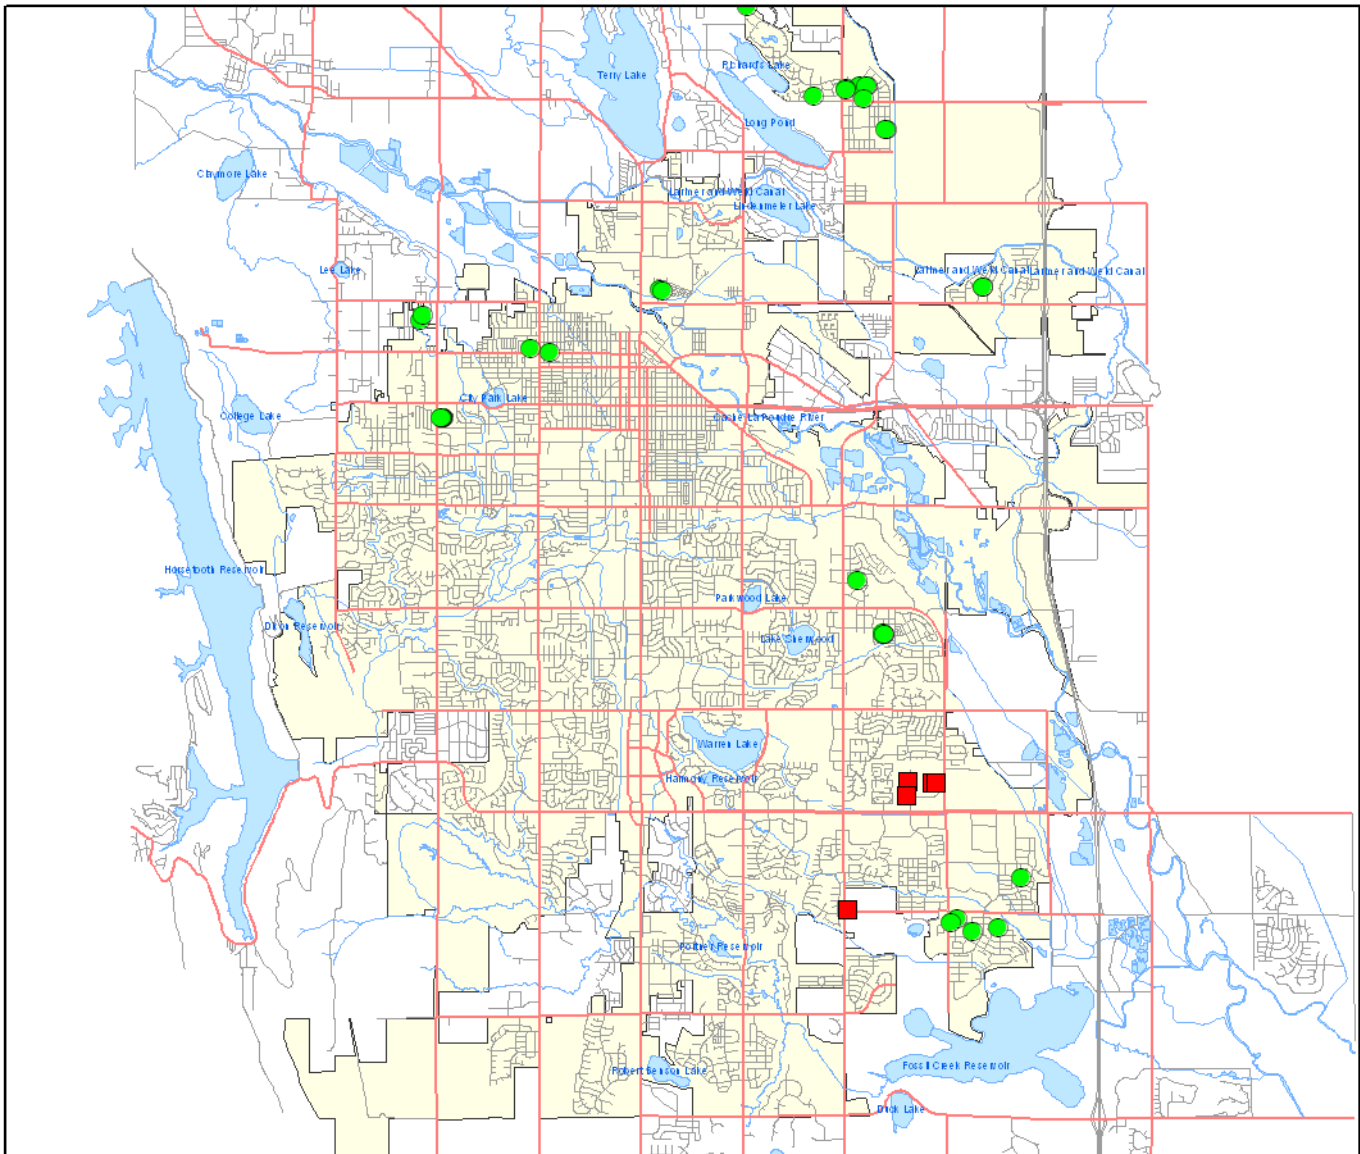 Richards Lake
Terry Lake
Long Pond
Claymore Lake
Larimer and Weld Canal
Lindenmeier Lake
Lee Lake
Larimer and Weld Canal
Larimer and Weld Canal
City Park Lake
College Lake
Cache La Poudre River
Horsetooth Reservoir
Parkwood Lake
Dixon Reservoir
Lake Sherwood
Warren Lake
Harmony Reservoir
Portner Reservoir
Fossil Creek Reservoir
Robert Benson Lake
Duck Lake